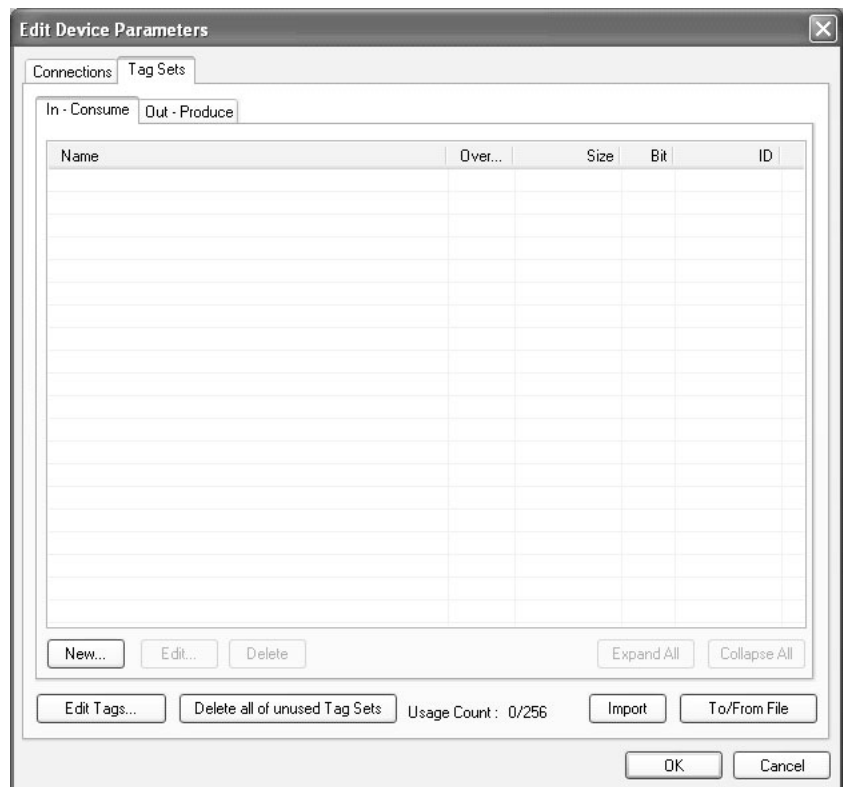 Edit Device Parameters
Connections Tag Sets
In - Consume Out - Produce
Name Over... Size Bit ID
New... Edit... Delete Expand All Collapse All
Edit Tags... Delete all of unused Tag Sets Usage Count : 0/256 Import To/From File
OK Cancel